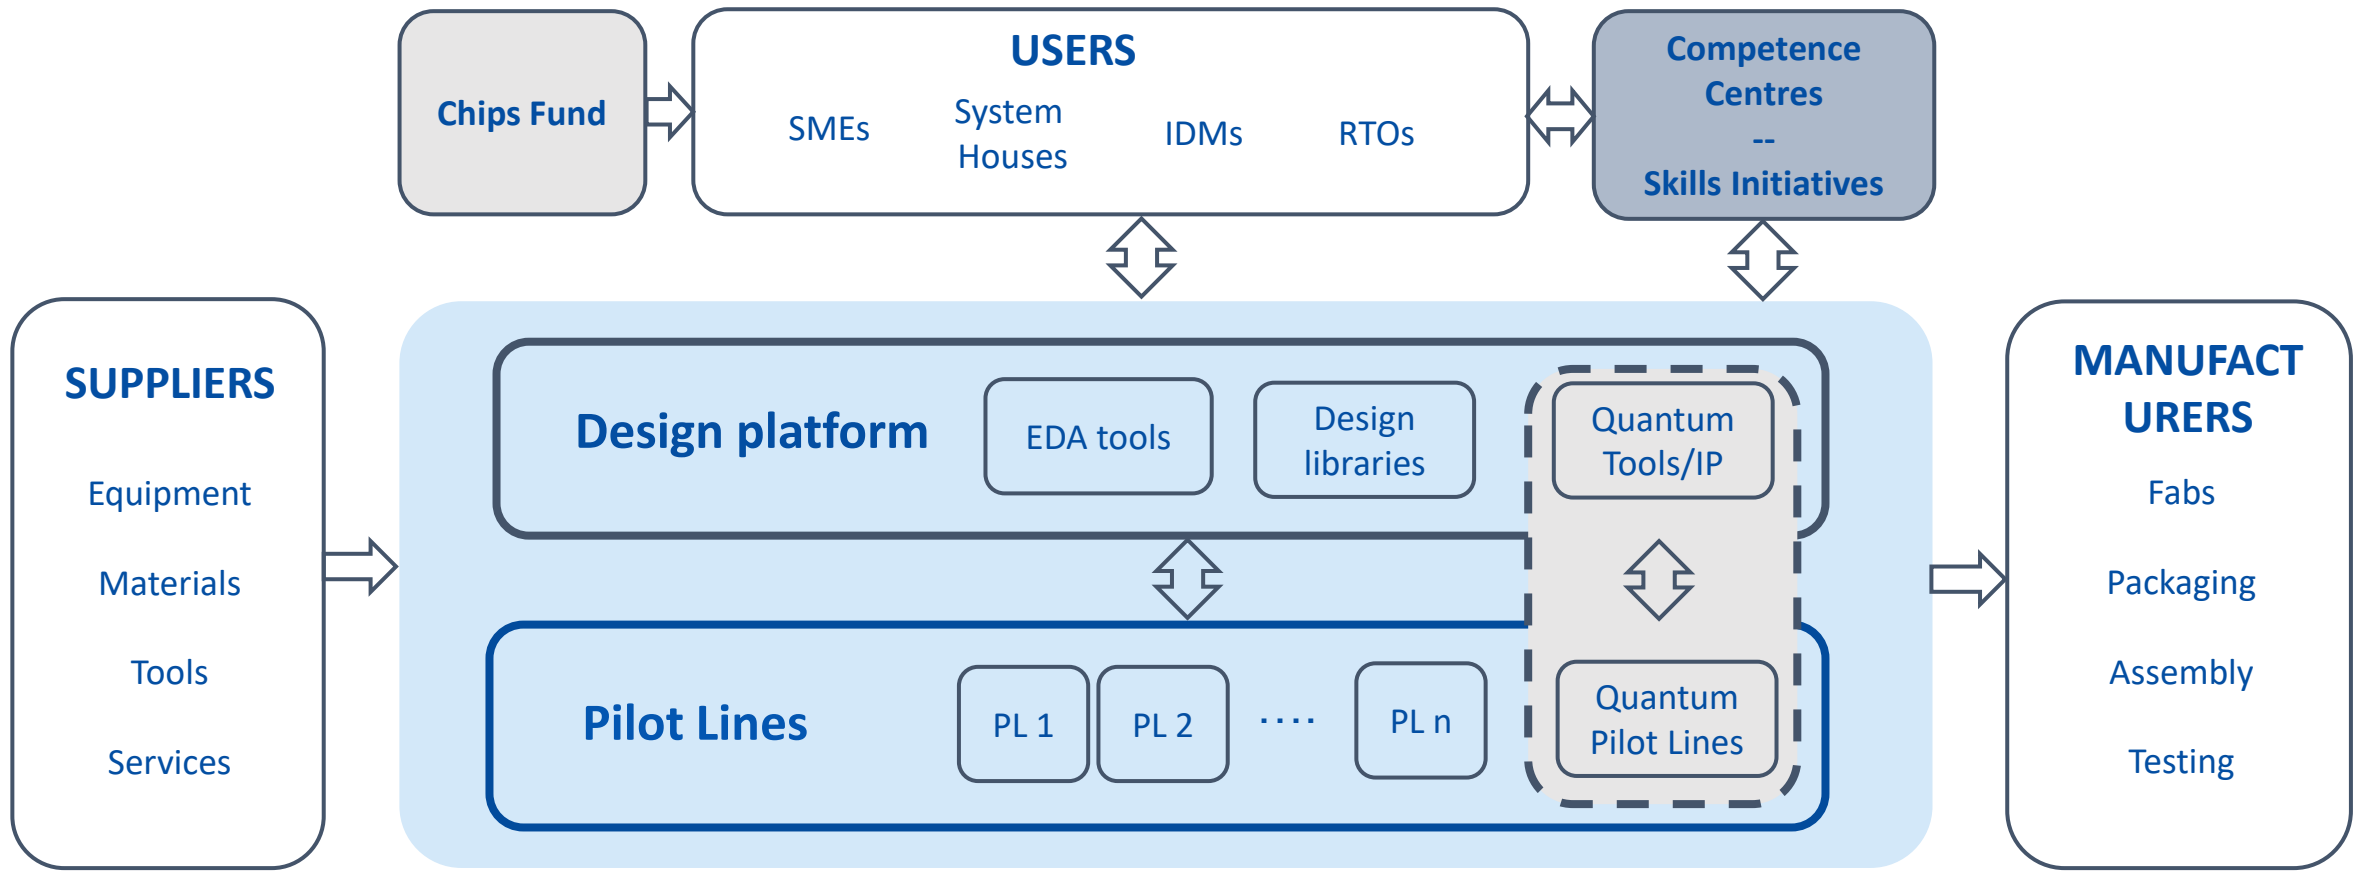 Chips Fund
USERS
SMEs
System
Houses
IDMs
RTOs
Competence
Centres
--
Skills Initiatives
SUPPLIERS
Equipment
Materials
Tools
Services
Design platform
EDA tools
Design
libraries
Quantum
Tools/IP
Pilot Lines
PL 1
PL 2
....
PL n
Quantum
Pilot Lines
MANUFACT
URERS
Fabs
Packaging
Assembly
Testing